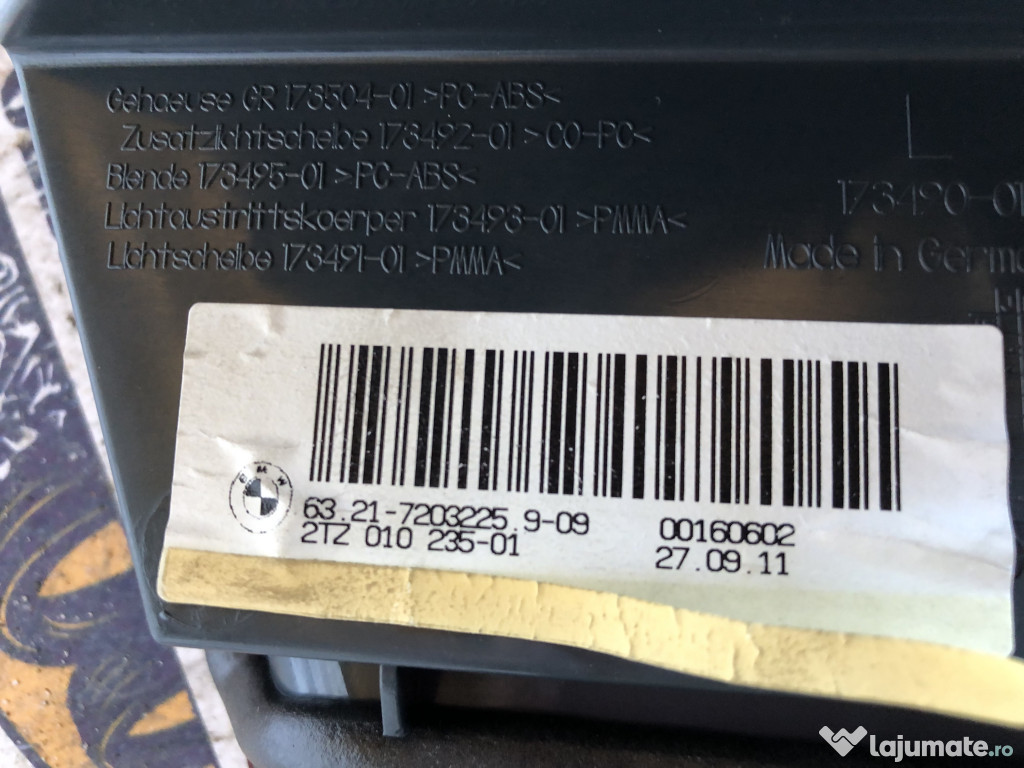 Gehaeuse GR 173504-01 >PC-ABS<
Zusatzlichtscheibe 173492-01 >CO-PC<
Blende 173495-01 >PC-ABS<
Lichtaustrittskoerper 173493-01 >PMMA<
Lichtscheibe 173491-01 >PMMA<
L
173490-01
Made in Germa
BMW
63.21-7203225.9-09
00160602
2TZ 010 235-01
27.09.11
lajumate.ro